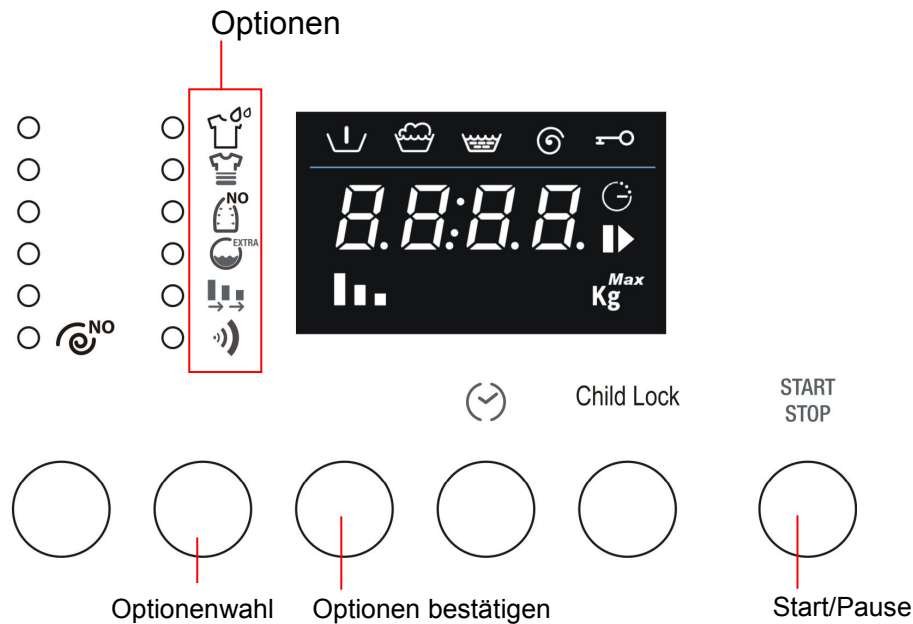 Optionen
NO
EXTRA
NO
8.8:8.8.
Max
Kg
Child Lock
START
STOP
Optionenwahl
Optionen bestätigen
Start/Pause